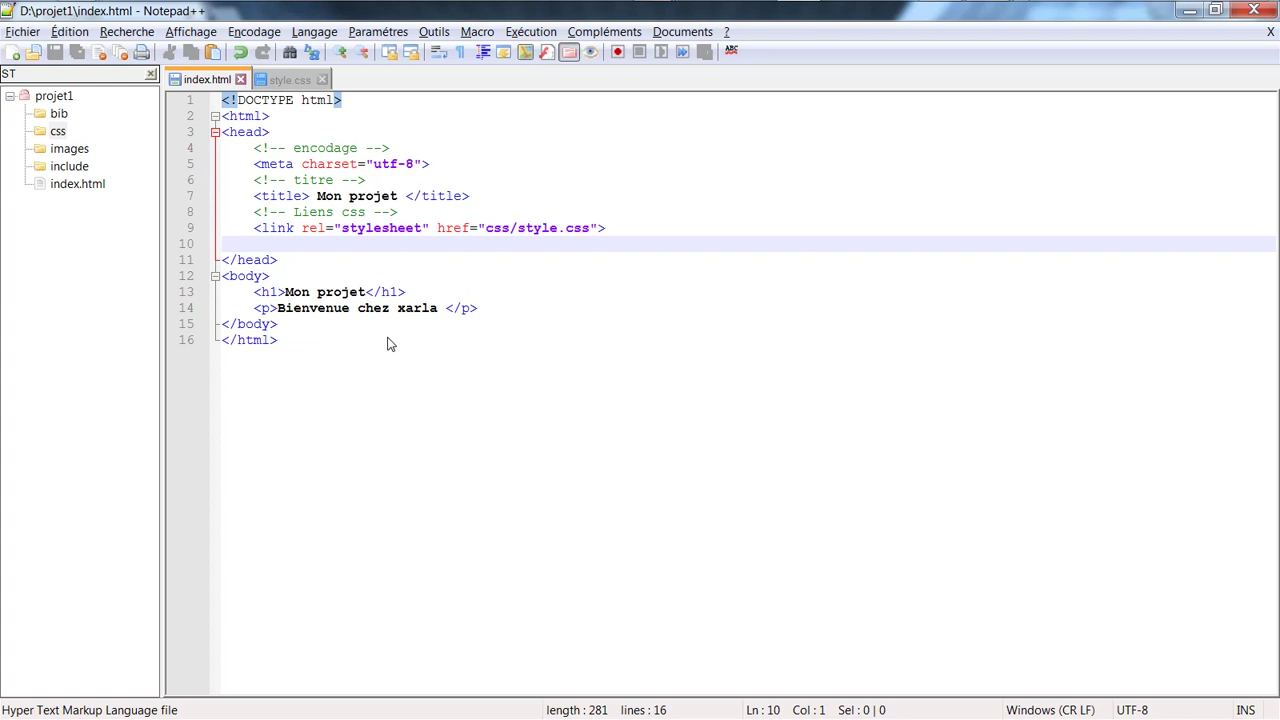 D:\projet1\index.html - Notepad++
Fichier Édition Recherche Affichage Encodage Langage Paramètres Outils Macro Exécution Compléments Documents ? X
ABC
ST
index.html style.css
projet1
bib
css
images
include
index.html
1 <!DOCTYPE html>
2 <html>
3 <head>
4 <!-- encodage -->
5 <meta charset="utf-8">
6 <!-- titre -->
7 <title> Mon projet </title>
8 <!-- Liens css -->
9 <link rel="stylesheet" href="css/style.css">
10
11 </head>
12 <body>
13 <h1>Mon projet</h1>
14 <p>Bienvenue chez xarla </p>
15 </body>
16 </html>
Hyper Text Markup Language file length : 281 lines : 16 Ln : 10 Col : 1 Sel : 0 | 0 Windows (CR LF) UTF-8 INS